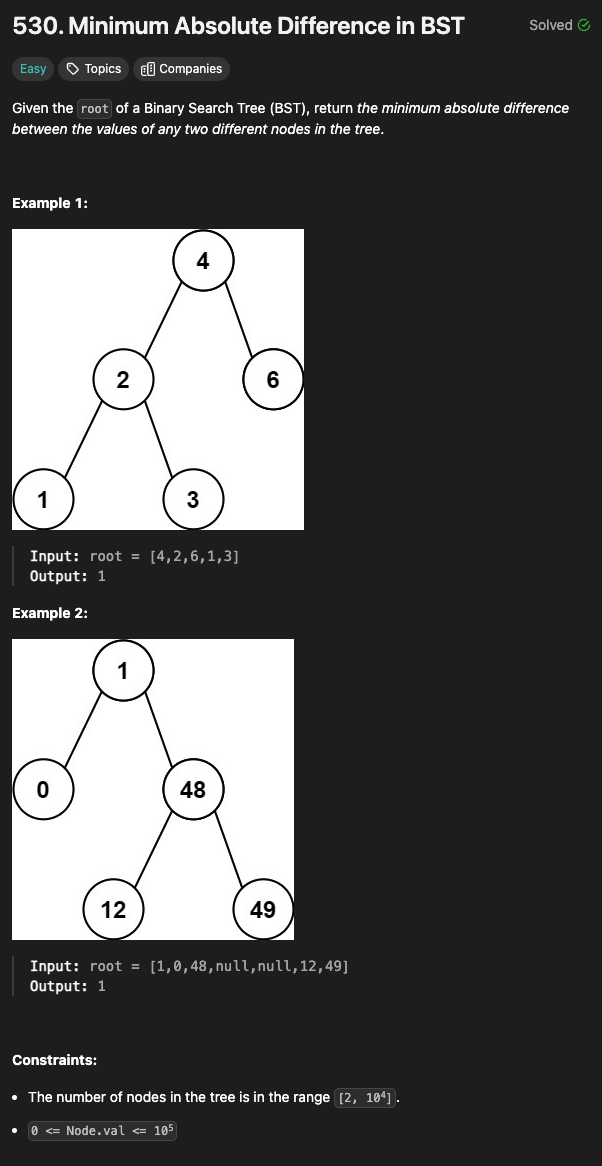 530. Minimum Absolute Difference in BST
Solved
Easy
Topics
Companies
Given the root of a Binary Search Tree (BST), return the minimum absolute difference
between the values of any two different nodes in the tree.
Example 1:
4
2
6
1
3
Input: root = [4,2,6,1,3]
Output: 1
Example 2:
1
0
48
12
49
Input: root = [1,0,48,null,null,12,49]
Output: 1
Constraints:
• The number of nodes in the tree is in the range [2, 10⁴].
• 0 <= Node.val <= 10⁵